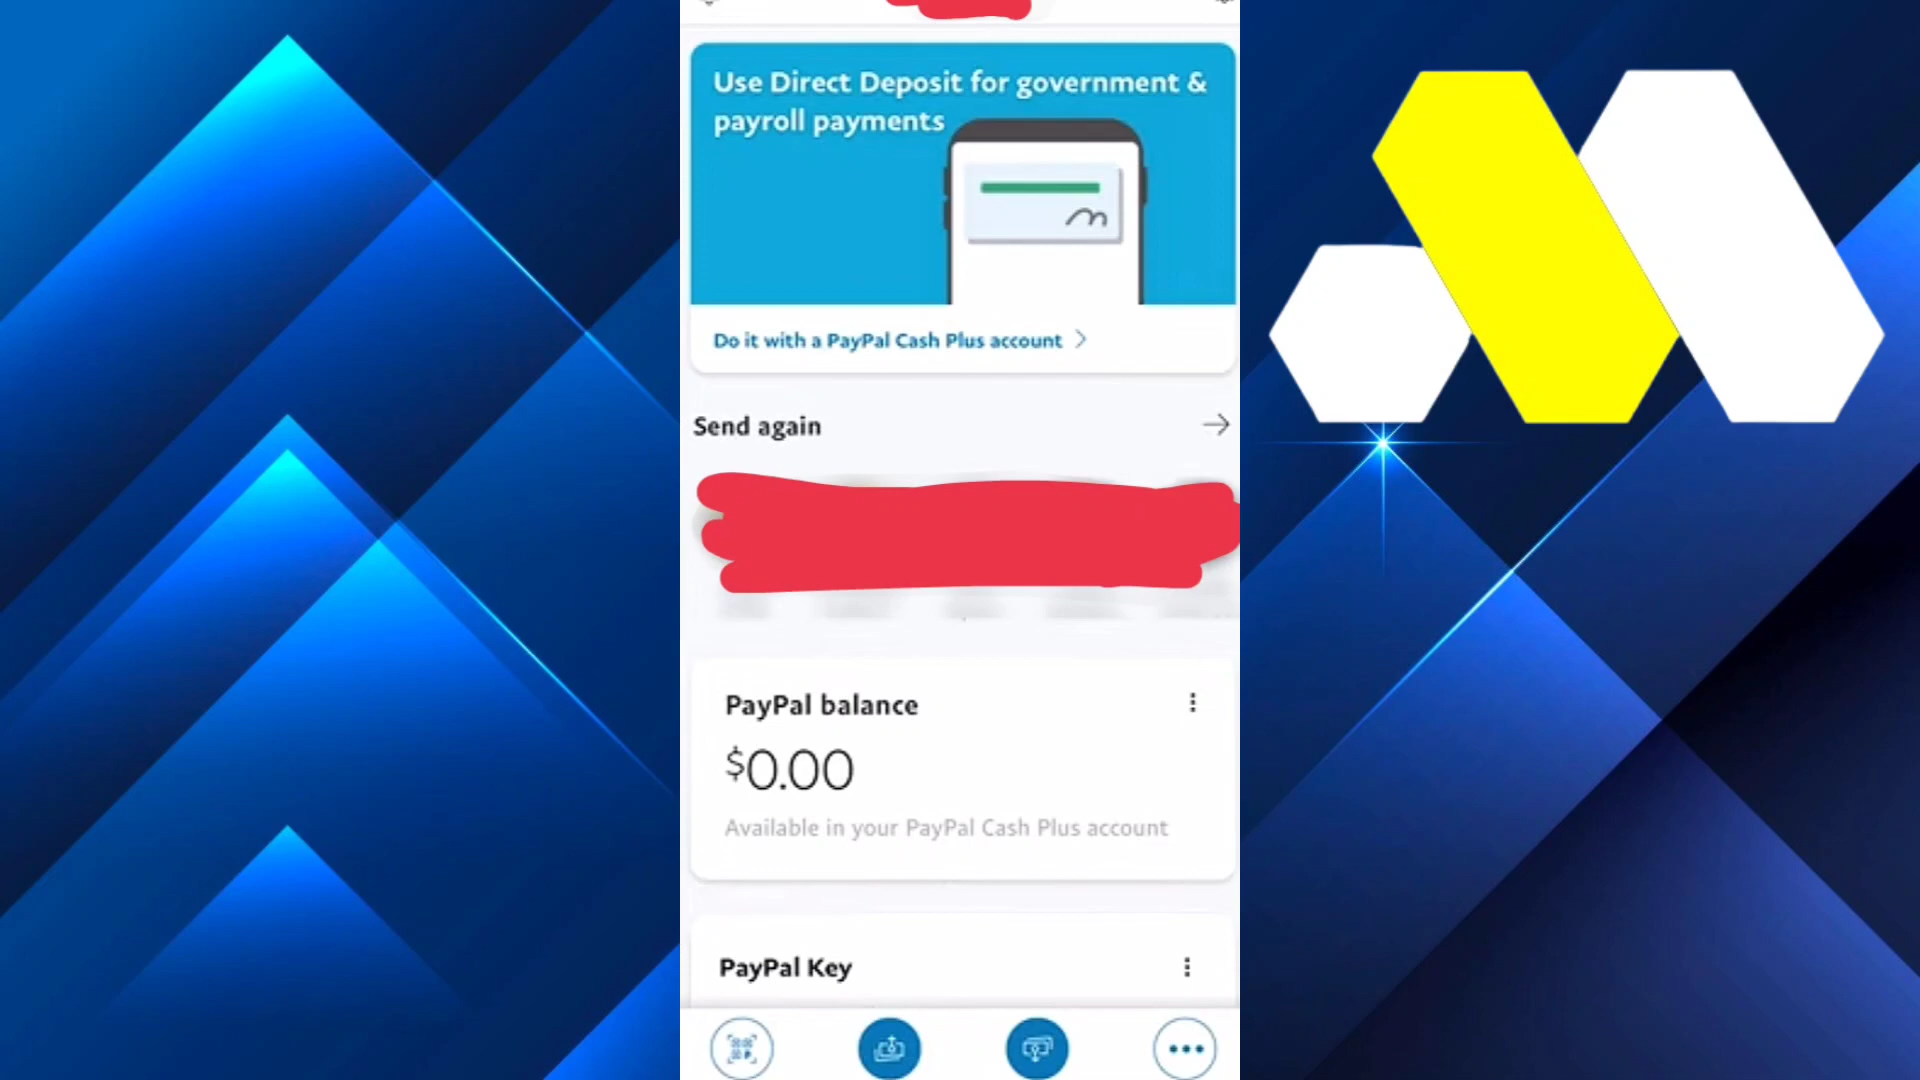 Use Direct Deposit for government &
payroll payments
Do it with a PayPal Cash Plus account
Send again
PayPal balance
$0.00
Available in your PayPal Cash Plus account
PayPal Key